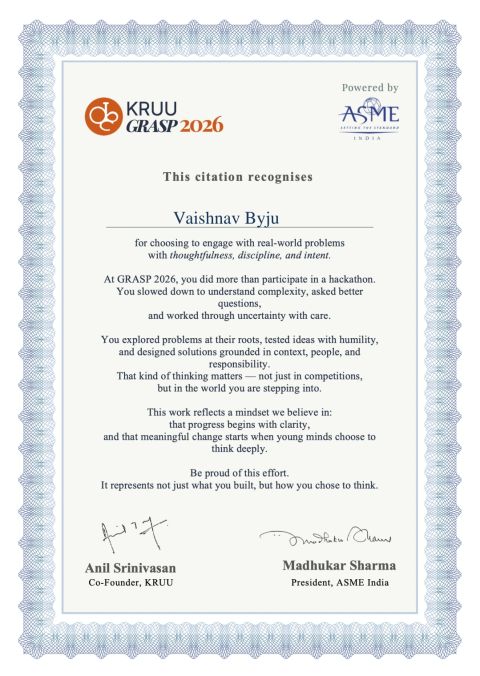 Powered by
KRUU
GRASP 2026
ASME
SETTING THE STANDARD
INDIA
This citation recognises
Vaishnav Byju
for choosing to engage with real-world problems
with thoughtfulness, discipline, and intent.
At GRASP 2026, you did more than participate in a hackathon.
You slowed down to understand complexity, asked better
questions,
and worked through uncertainty with care.
You explored problems at their roots, tested ideas with humility,
and designed solutions grounded in context, people, and
responsibility.
That kind of thinking matters — not just in competitions,
but in the world you are stepping into.
This work reflects a mindset we believe in:
that progress begins with clarity,
and that meaningful change starts when young minds choose to
think deeply.
Be proud of this effort.
It represents not just what you built, but how you chose to think.
Anil Srinivasan
Co-Founder, KRUU
Madhukar Sharma
President, ASME India